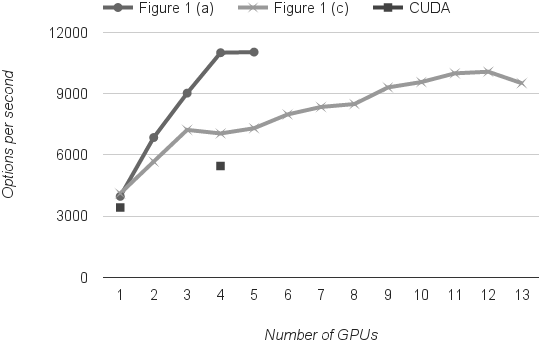 Figure 1 (a) Figure 1 (c) CUDA
12000
9000
6000
3000
0
Options per second
1 2 3 4 5 6 7 8 9 10 11 12 13
Number of GPUs